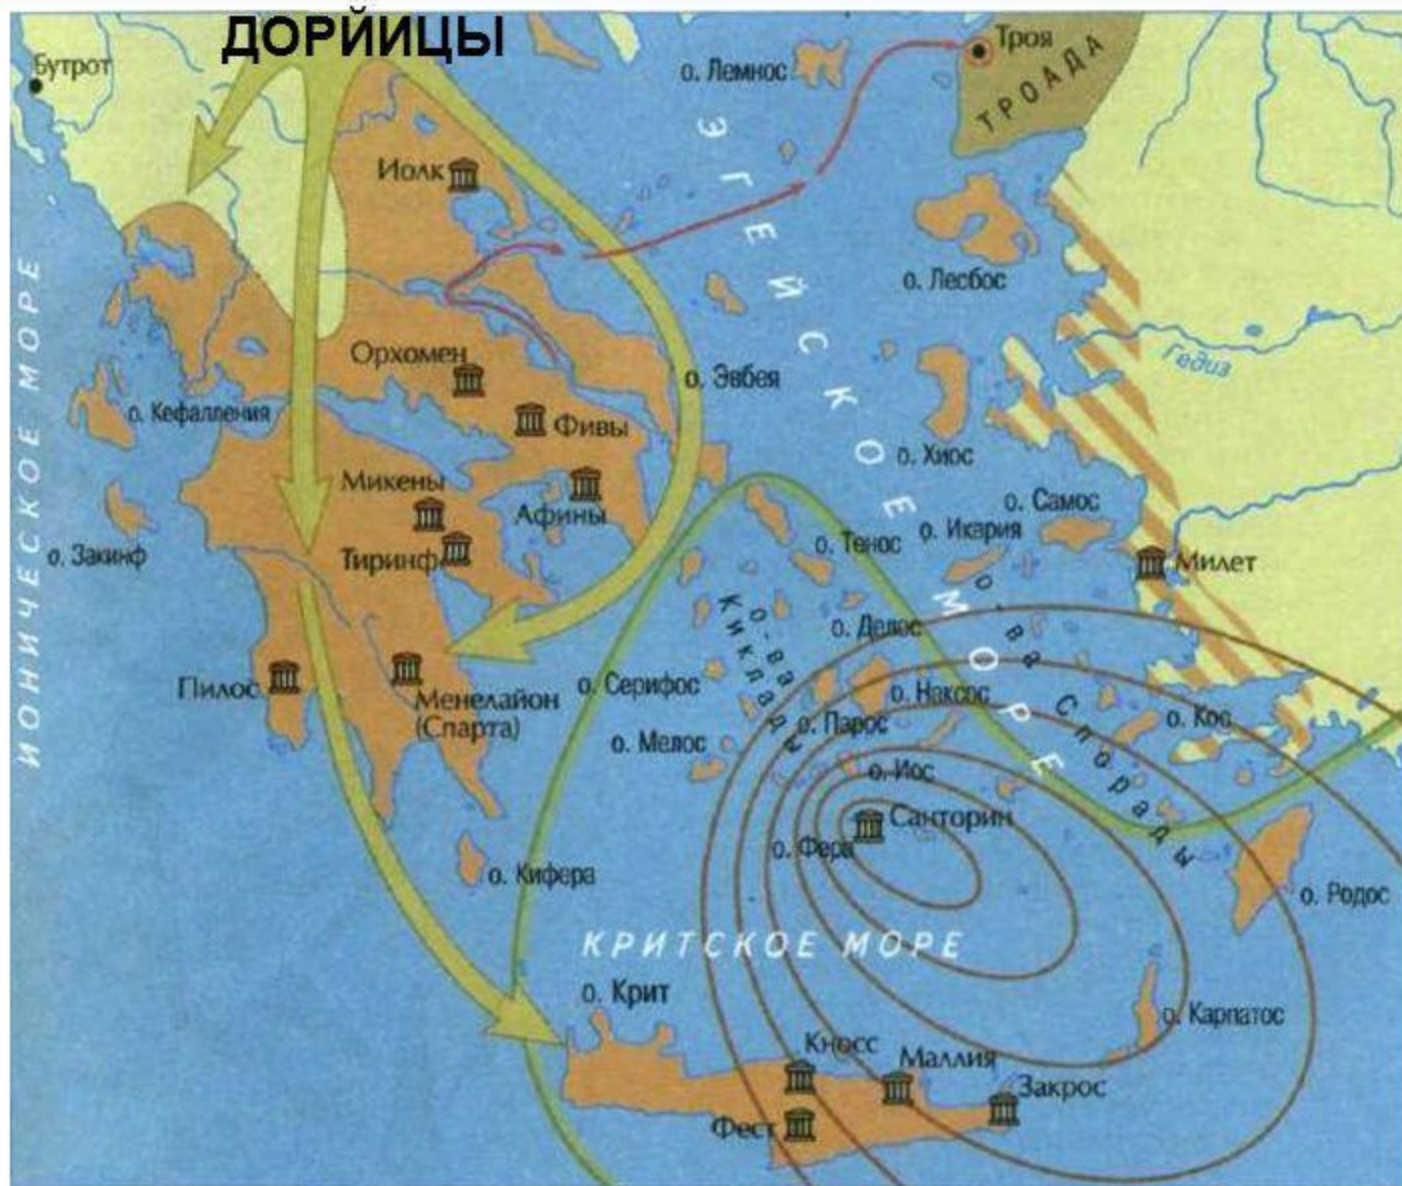 ДОРЙИЦЫ
Бутрот
о. Лемнос
Троя
ТРОАДА
Иолк
ЭГЕЙСКОЕ МОРЕ
о. Лесбос
ИОНИЧЕСКОЕ МОРЕ
Гедиз
Орхомен
о. Эвбея
о. Кефалления
Фивы
о. Хиос
Микены
Афины
о. Самос
о. Икария
о. Тенос
о. Закинф
Тиринф
Милет
о-ва
Киклады
о. Делос
о-ва Спорады
Пилос
Менелайон
(Спарта)
о. Серифос
о. Наксос
о. Парос
о. Кос
о. Мелос
о. Иос
Санторин
о. Фера
о. Кифера
о. Родос
КРИТСКОЕ МОРЕ
о. Крит
о. Карпатос
Кносс
Маллия
Закрос
Фест